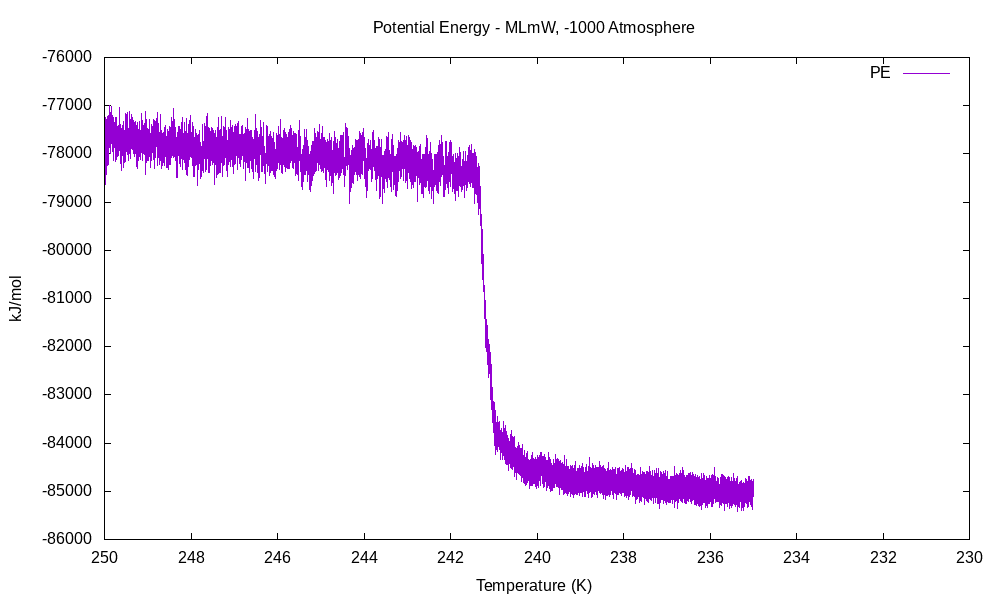 Potential Energy - MLmW, -1000 Atmosphere
PE
-76000
-77000
-78000
-79000
-80000
-81000
-82000
-83000
-84000
-85000
-86000
kJ/mol
250 248 246 244 242 240 238 236 234 232 230
Temperature (K)